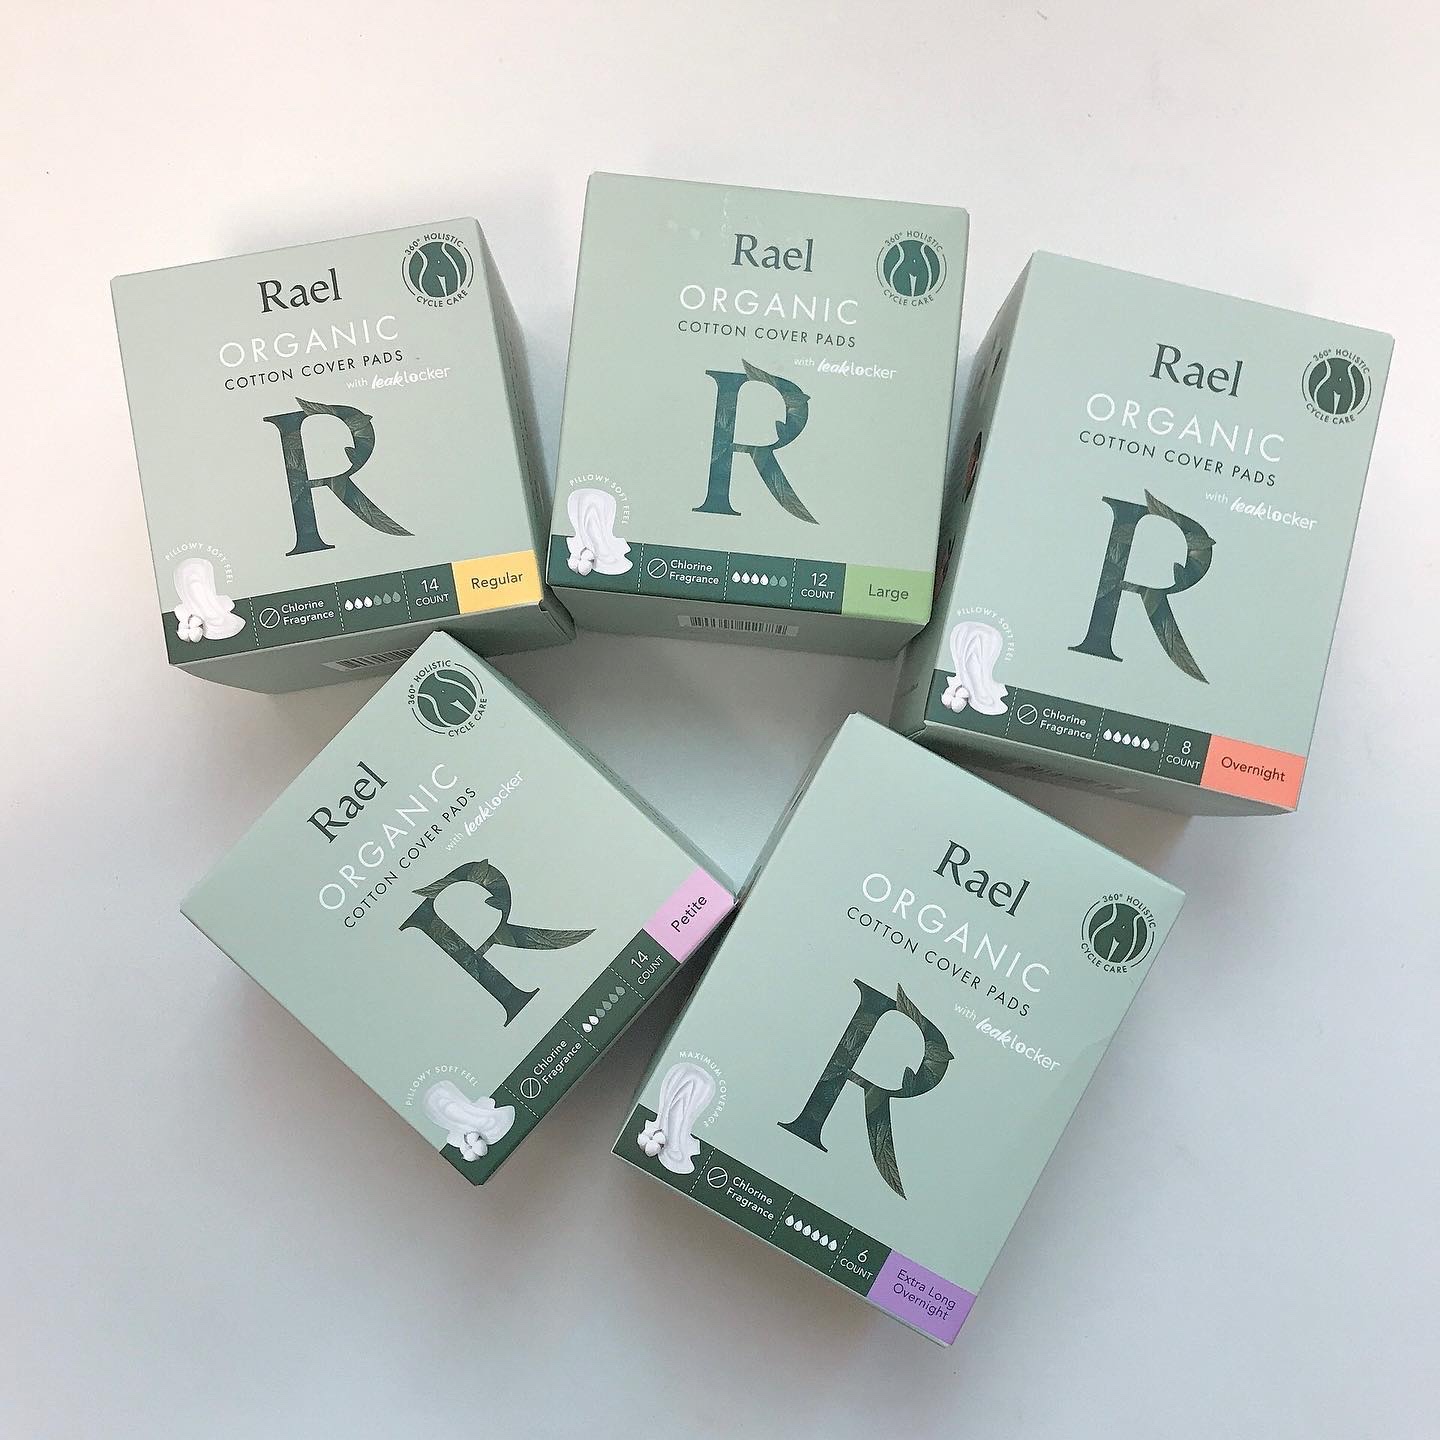 Rael
360° HOLISTIC
CYCLE CARE
ORGANIC
COTTON COVER PADS
with leaklocker
R
PILLOWY SOFT FEEL
Chlorine
Fragrance
14
COUNT
Regular
Rael
360° HOLISTIC
CYCLE CARE
ORGANIC
COTTON COVER PADS
with leaklocker
R
PILLOWY SOFT FEEL
Chlorine
Fragrance
12
COUNT
Large
Rael
360° HOLISTIC
CYCLE CARE
ORGANIC
COTTON COVER PADS
with leaklocker
R
PILLOWY SOFT FEEL
Chlorine
Fragrance
8
COUNT
Overnight
360° HOLISTIC
CYCLE CARE
Rael
ORGANIC
COTTON COVER PADS
with leaklocker
R
PILLOWY SOFT FEEL
Chlorine
Fragrance
14
COUNT
Petite
Rael
360° HOLISTIC
CYCLE CARE
ORGANIC
COTTON COVER PADS
with leaklocker
R
MAXIMUM COVERAGE
Chlorine
Fragrance
6
COUNT
Extra Long
Overnight